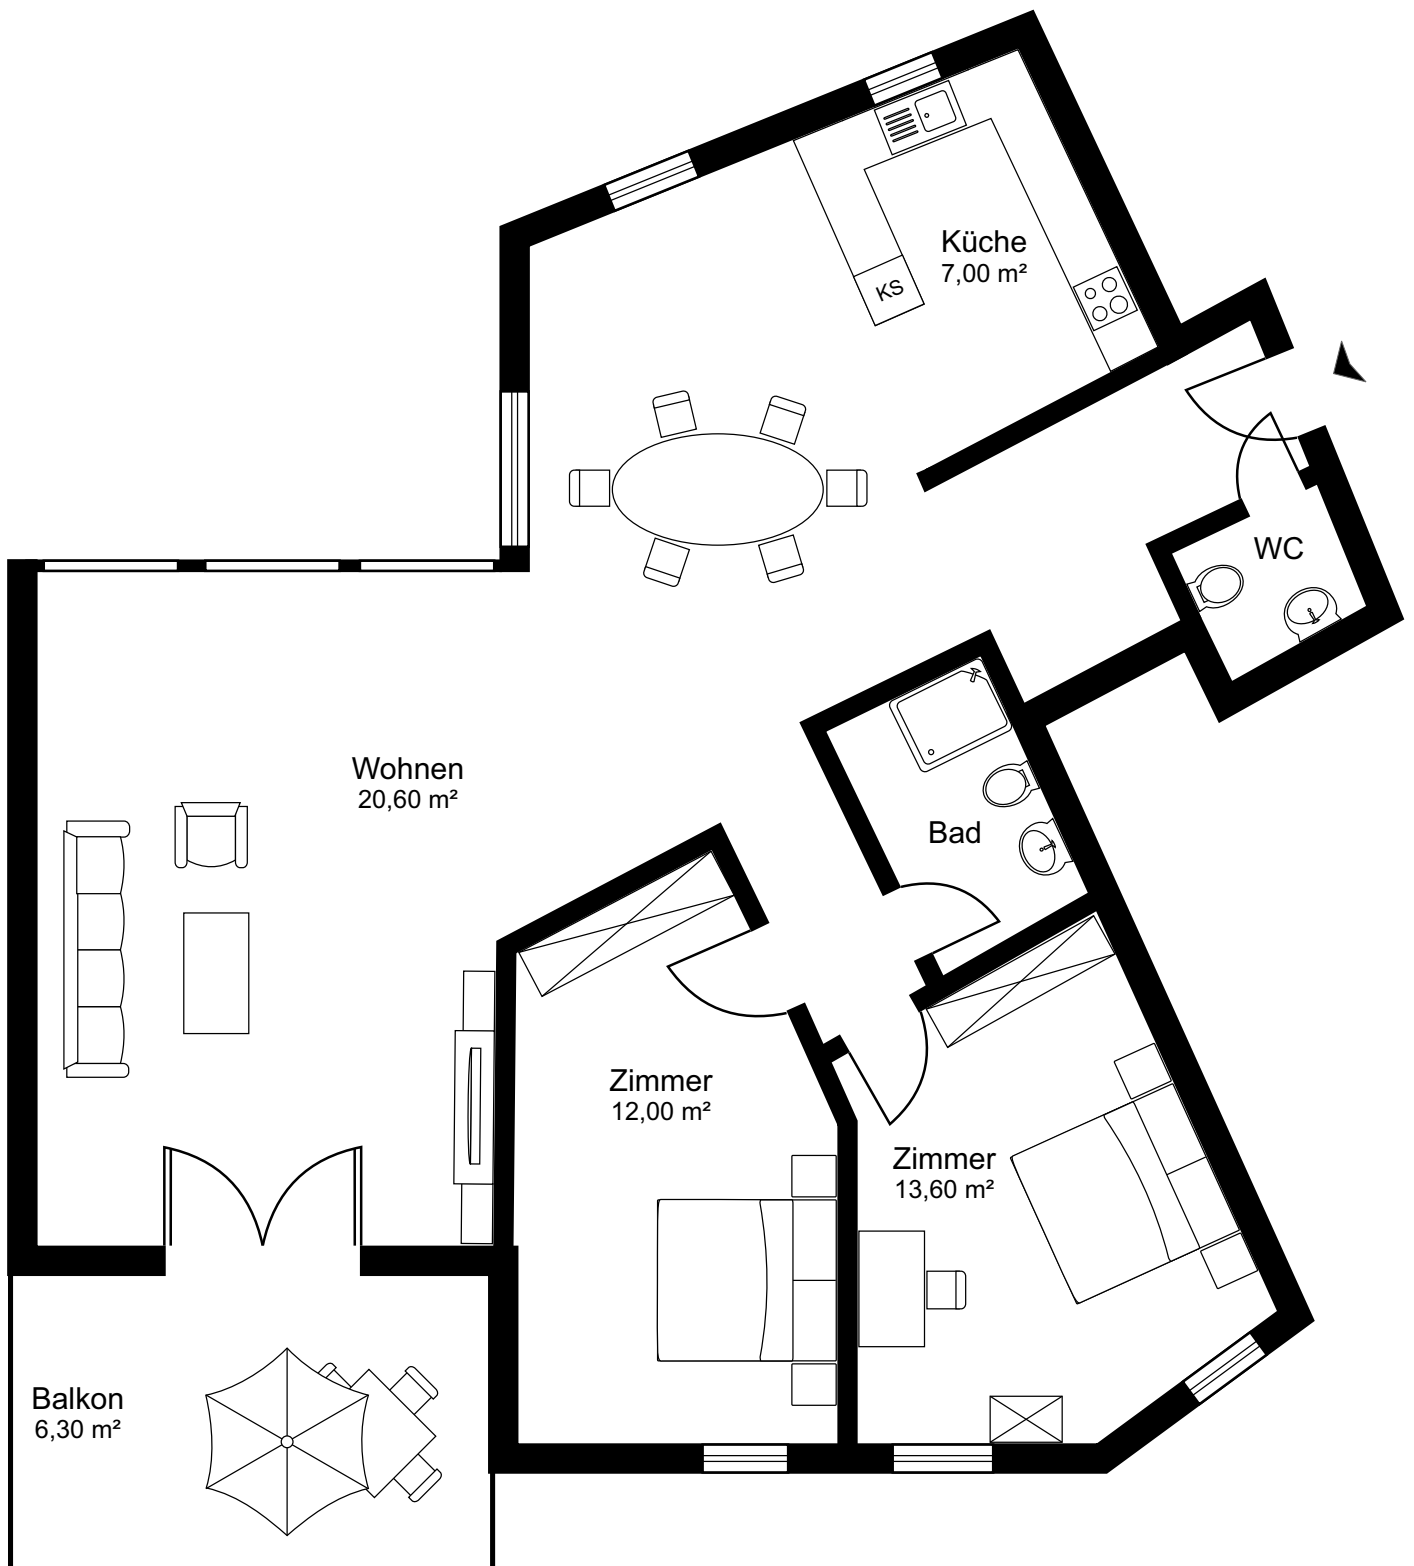 Küche
7,00 m²
KS
WC
Wohnen
20,60 m²
Bad
Zimmer
12,00 m²
Zimmer
13,60 m²
Balkon
6,30 m²